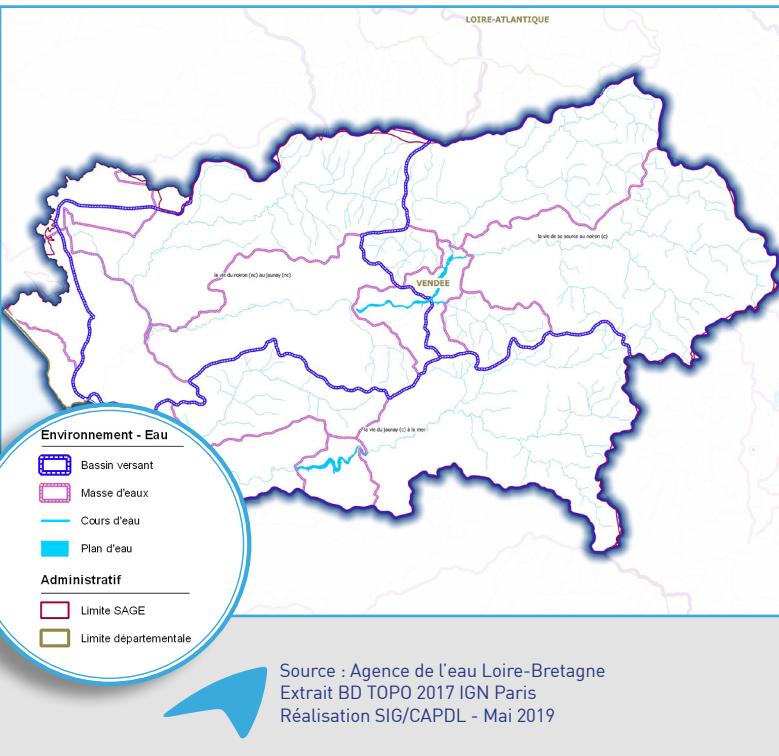 LOIRE-ATLANTIQUE
la vie de sa source au noiron (c)
la vie du noiron (nc) au jaunay (nc)
VENDEE
la vie du jaunay (c) à la mer
Environnement - Eau
Bassin versant
Masse d'eaux
Cours d'eau
Plan d'eau
Administratif
Limite SAGE
Limite départementale
Source : Agence de l'eau Loire-Bretagne
Extrait BD TOPO 2017 IGN Paris
Réalisation SIG/CAPDL - Mai 2019